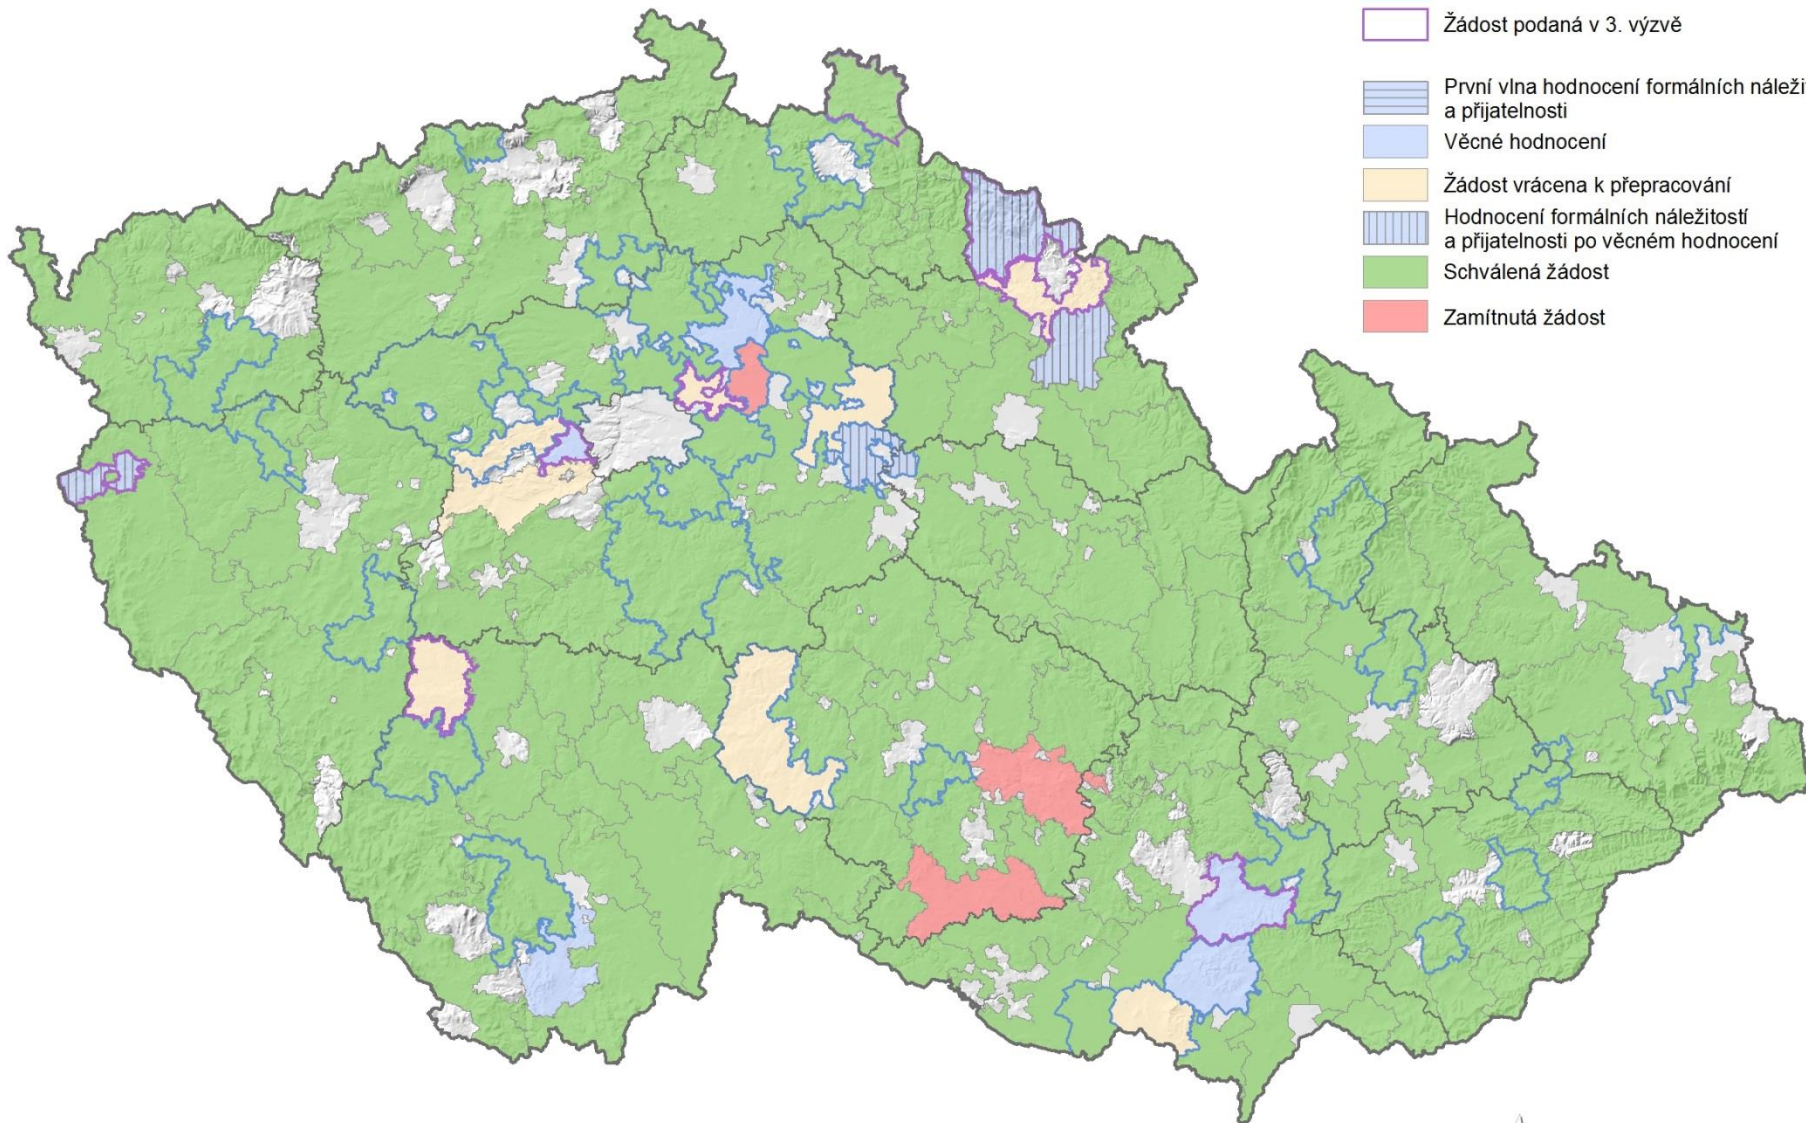 Žádost podaná v 3. výzvě
První vlna hodnocení formálních náleži
a přijatelnosti
Věcné hodnocení
Žádost vrácena k přepracování
Hodnocení formálních náležitostí
a přijatelnosti po věcném hodnocení
Schválená žádost
Zamítnutá žádost